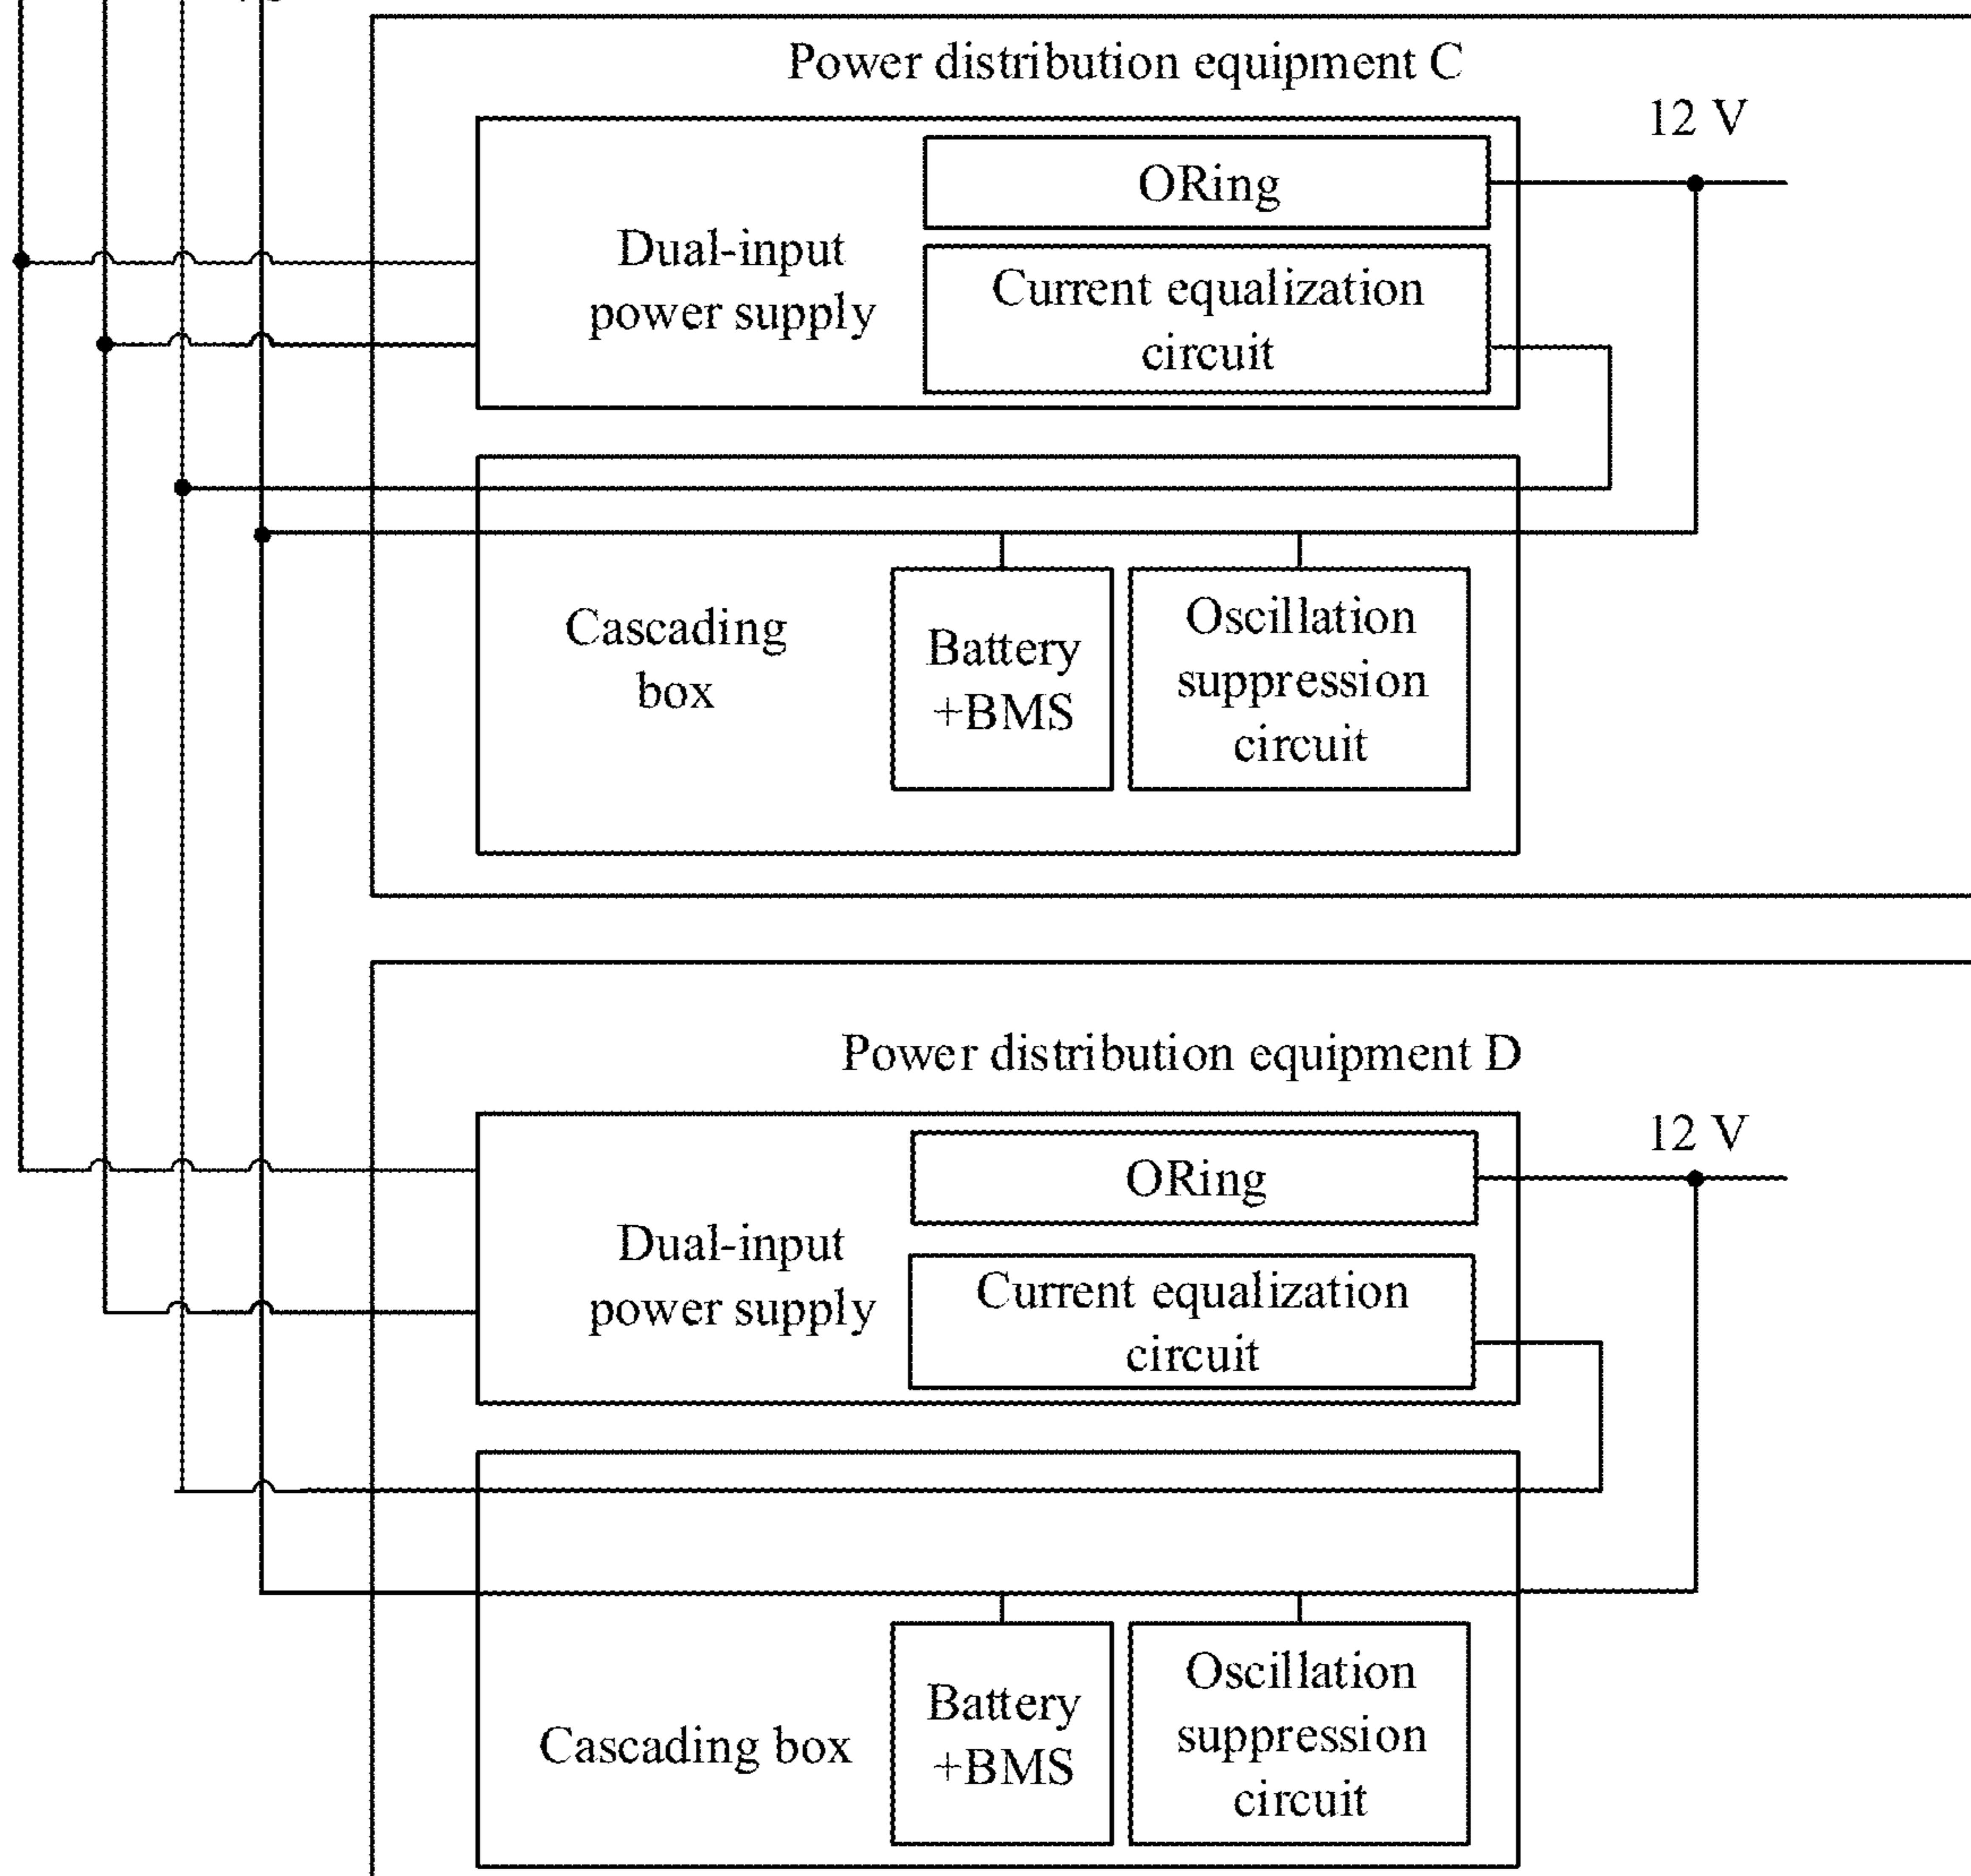 Power distribution equipment C
12 V
ORing
Dual-input
power supply
Current equalization
circuit
Cascading
box
Battery
+BMS
Oscillation
suppression
circuit
Power distribution equipment D
12 V
ORing
Dual-input
power supply
Current equalization
circuit
Cascading box
Battery
+BMS
Oscillation
suppression
circuit